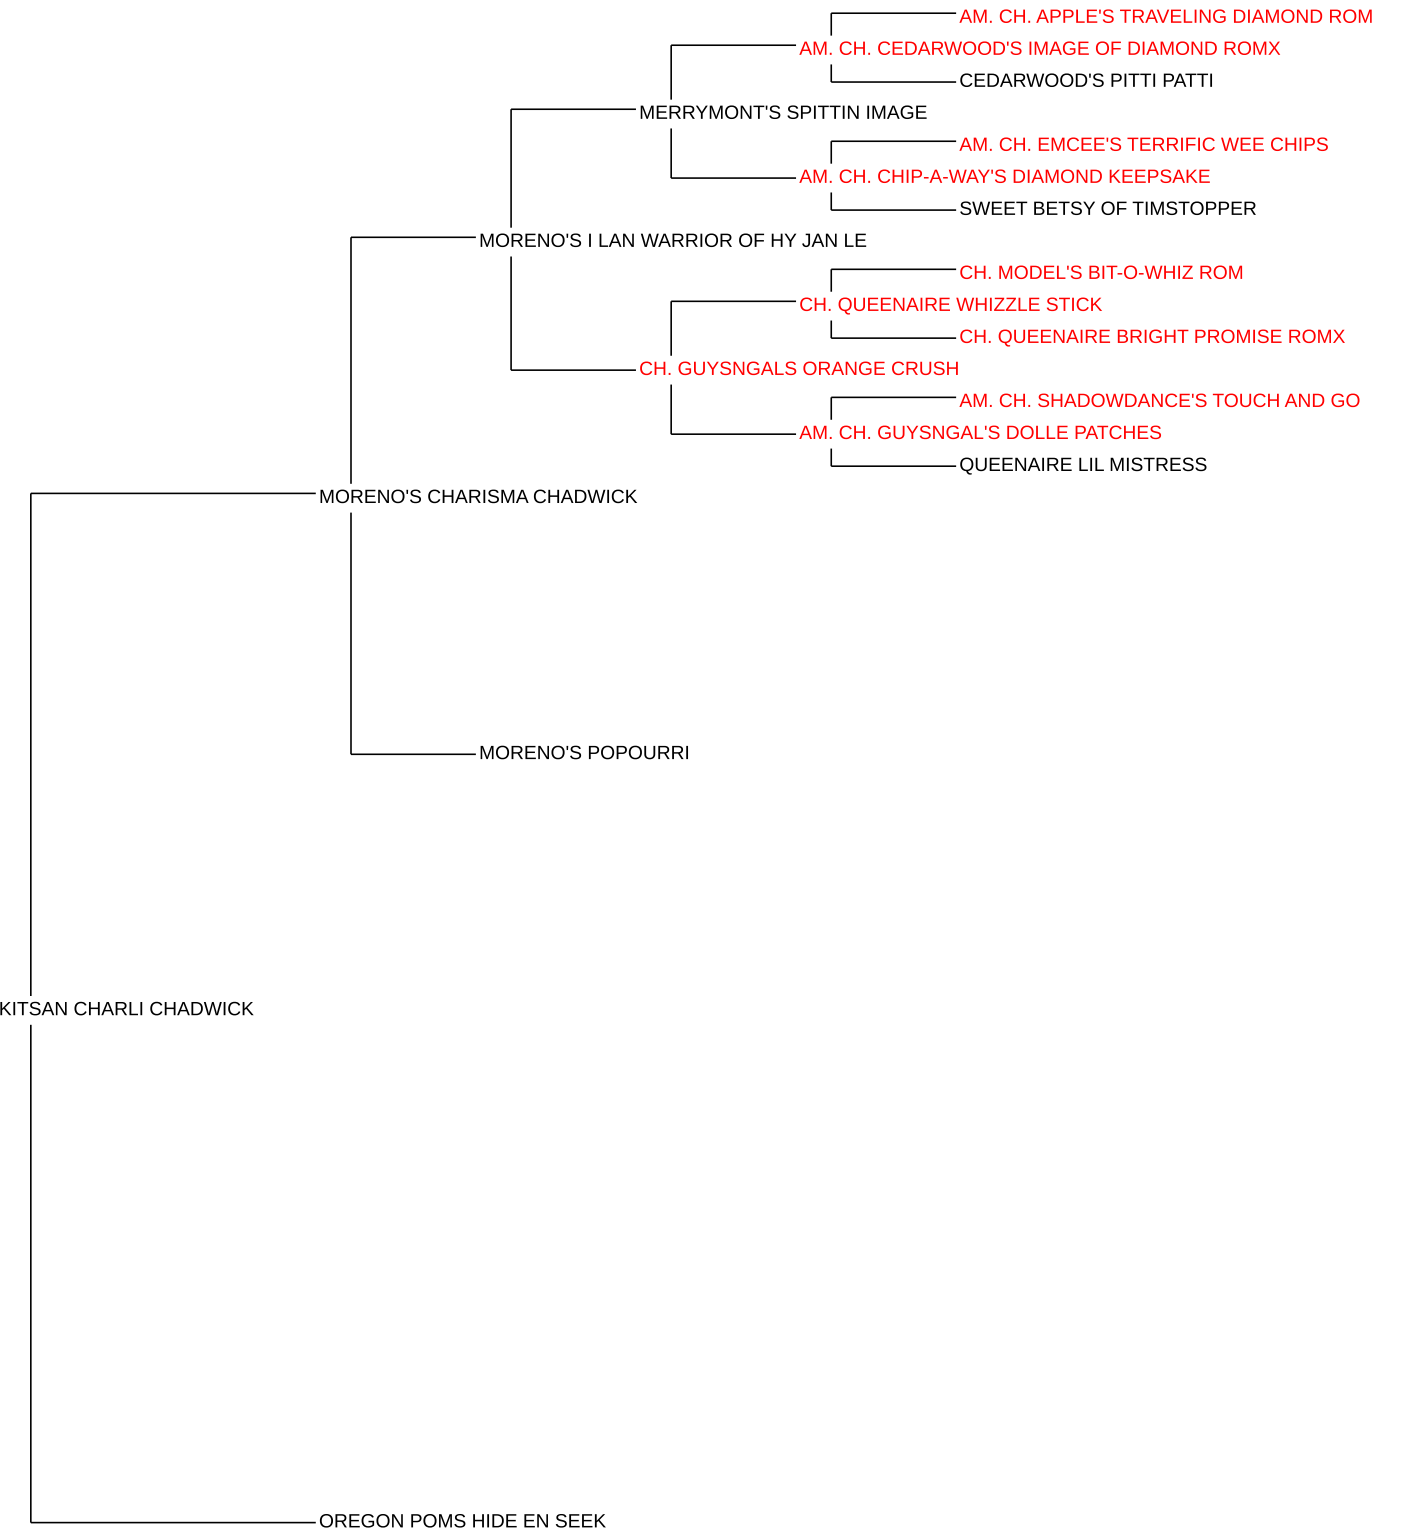 AM. CH. APPLE'S TRAVELING DIAMOND ROM
AM. CH. CEDARWOOD'S IMAGE OF DIAMOND ROMX
CEDARWOOD'S PITTI PATTI
MERRYMONT'S SPITTIN IMAGE
AM. CH. EMCEE'S TERRIFIC WEE CHIPS
AM. CH. CHIP-A-WAY'S DIAMOND KEEPSAKE
SWEET BETSY OF TIMSTOPPER
MORENO'S I LAN WARRIOR OF HY JAN LE
CH. MODEL'S BIT-O-WHIZ ROM
CH. QUEENAIRE WHIZZLE STICK
CH. QUEENAIRE BRIGHT PROMISE ROMX
CH. GUYSNGALS ORANGE CRUSH
AM. CH. SHADOWDANCE'S TOUCH AND GO
AM. CH. GUYSNGAL'S DOLLE PATCHES
QUEENAIRE LIL MISTRESS
MORENO'S CHARISMA CHADWICK
MORENO'S POPOURRI
KITSAN CHARLI CHADWICK
OREGON POMS HIDE EN SEEK